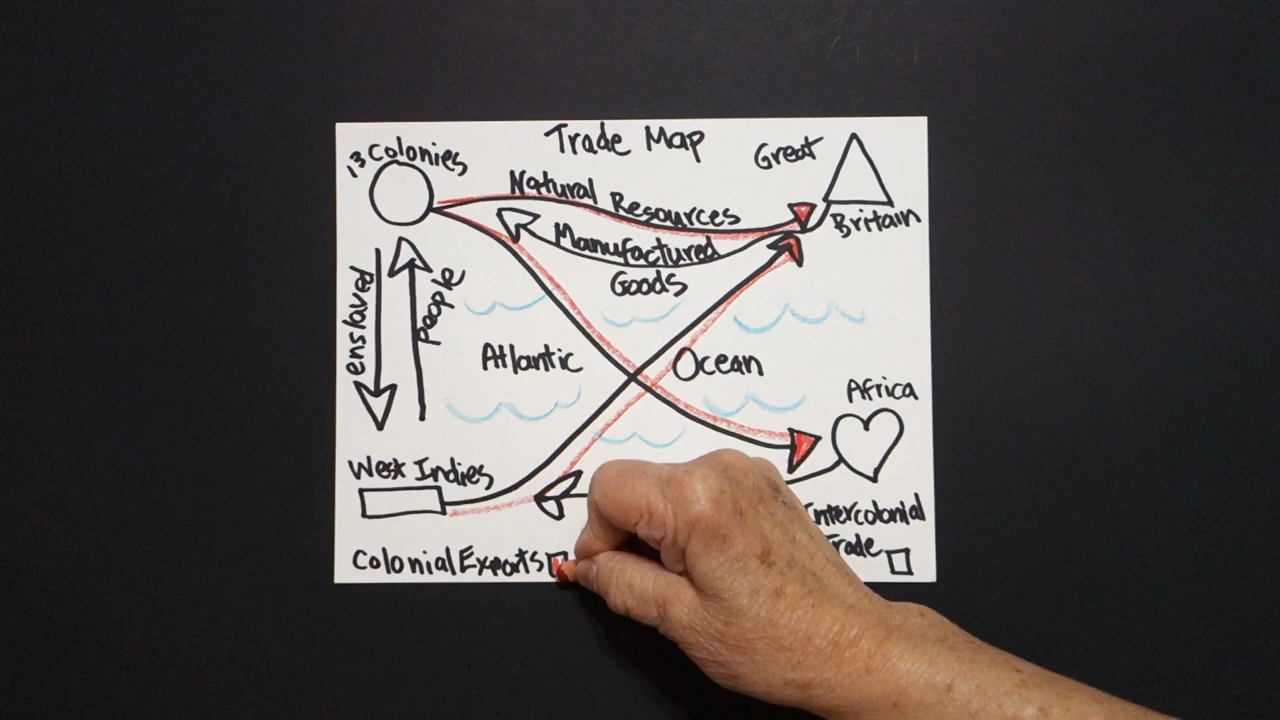 Trade Map
13 Colonies
Great
Britain
Natural Resources
Manufactured
Goods
enslaved
people
Atlantic Ocean
Africa
West Indies
Intercolonial
Trade
Colonial Exports